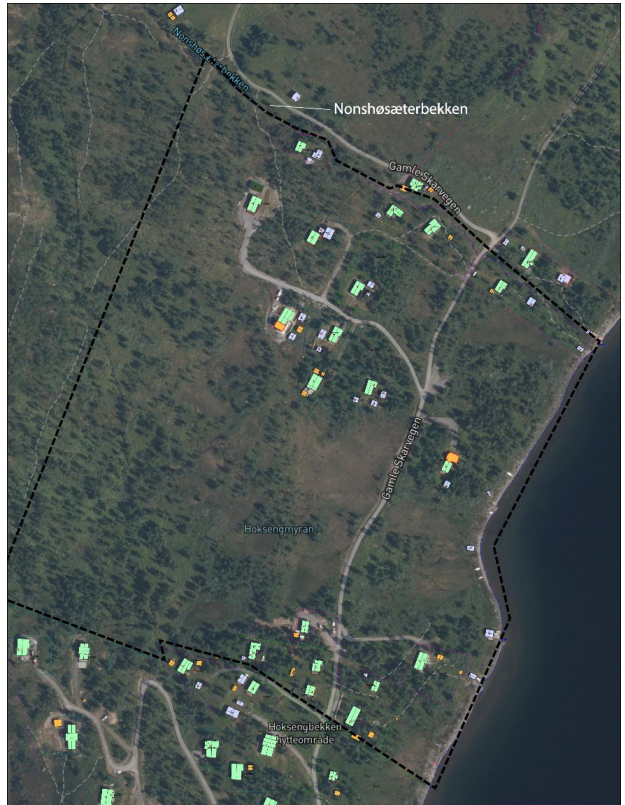 Nonshøsæterbekken
Nonshøsæterbekken
Gamle Skarvegen
Gamle Skarvegen
Hoksengmyran
Hoksengbekken
hytteområde